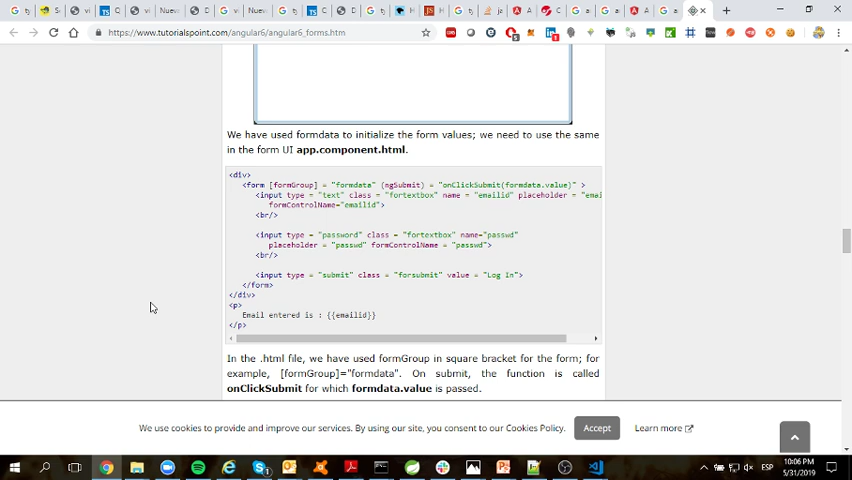 https://www.tutorialspoint.com/angular6/angular6_forms.htm
We have used formdata to initialize the form values; we need to use the same
in the form UI app.component.html.
<div>
<form [formGroup] = "formdata" (ngSubmit) = "onClickSubmit(formdata.value)" >
<input type = "text" class = "fortextbox" name = "emailid" placeholder = "emai
formControlName="emailid">
<br/>
<input type = "password" class = "fortextbox" name="passwd"
placeholder = "passwd" formControlName = "passwd">
<br/>
<input type = "submit" class = "forsubmit" value = "Log In">
</form>
</div>
<p>
Email entered is : {{emailid}}
</p>
In the .html file, we have used formGroup in square bracket for the form; for
example, [formGroup]="formdata". On submit, the function is called
onClickSubmit for which formdata.value is passed.
We use cookies to provide and improve our services. By using our site, you consent to our Cookies Policy.
Accept
Learn more
ESP
10:06 PM
5/31/2019